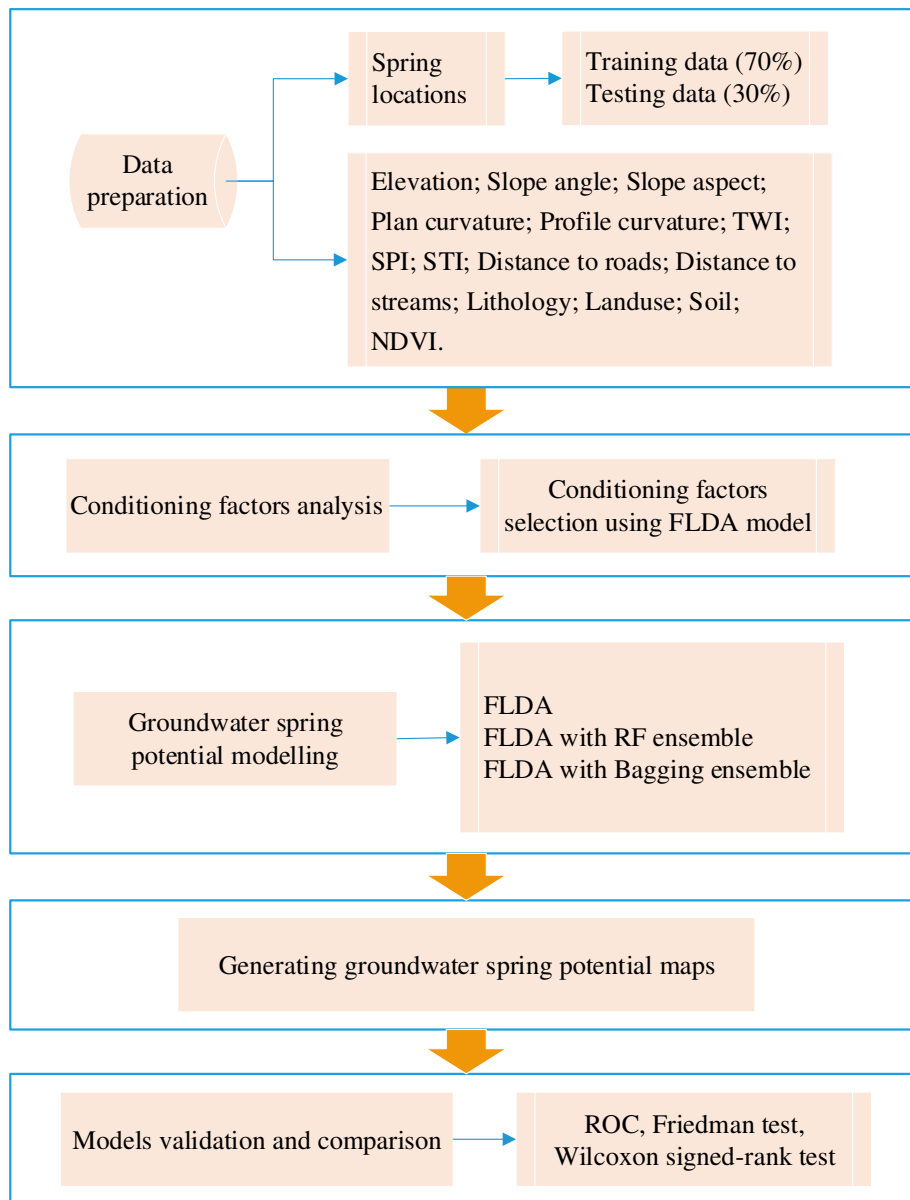 Spring
locations
Training data (70%)
Testing data (30%)
Data
preparation
Elevation; Slope angle; Slope aspect;
Plan curvature; Profile curvature; TWI;
SPI; STI; Distance to roads; Distance to
streams; Lithology; Landuse; Soil;
NDVI.
Conditioning factors analysis
Conditioning factors
selection using FLDA model
Groundwater spring
potential modelling
FLDA
FLDA with RF ensemble
FLDA with Bagging ensemble
Generating groundwater spring potential maps
Models validation and comparison
ROC, Friedman test,
Wilcoxon signed-rank test